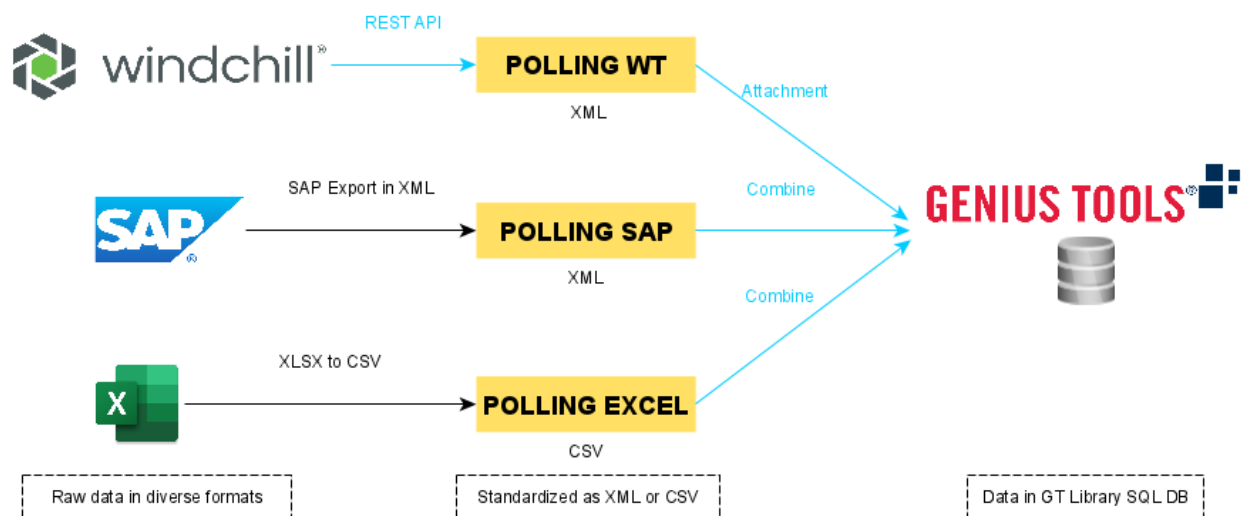 REST API
windchill®
POLLING WT
XML
Attachment
SAP Export in XML
SAP®
POLLING SAP
XML
Combine
GENIUS TOOLS®
Combine
XLSX to CSV
X
POLLING EXCEL
CSV
Raw data in diverse formats
Standardized as XML or CSV
Data in GT Library SQL DB